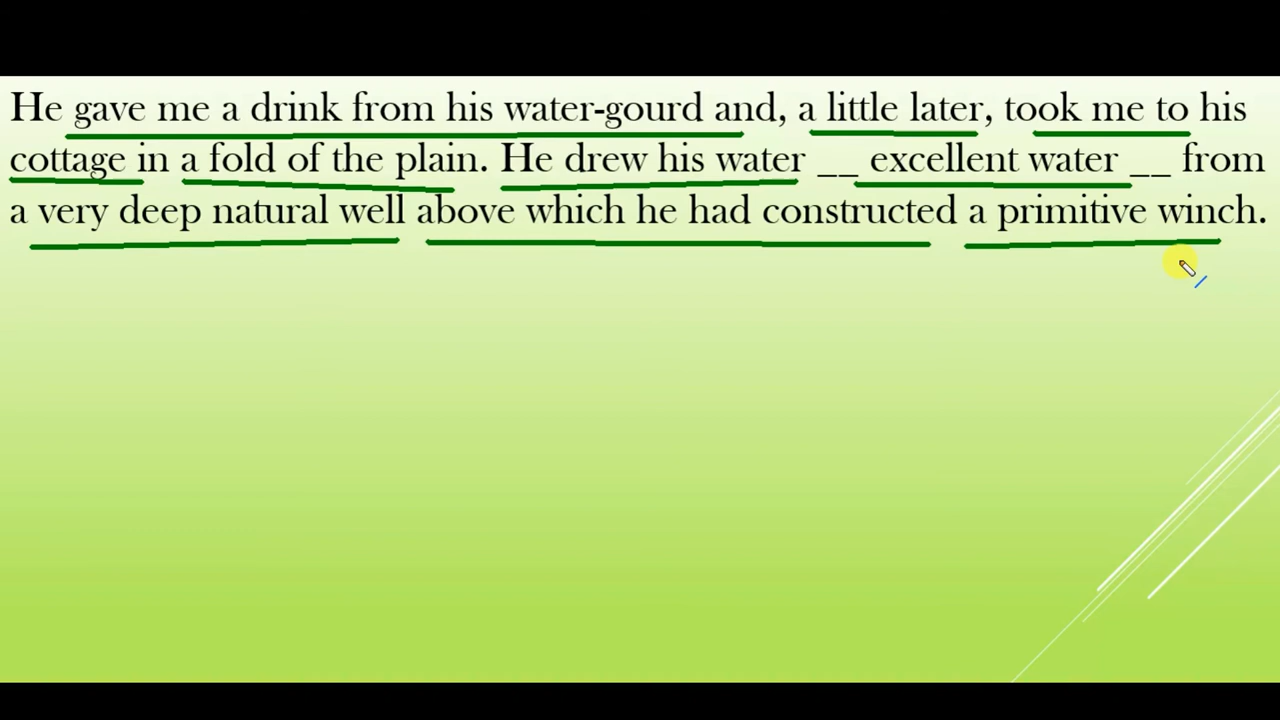 He gave me a drink from his water-gourd and, a little later, took me to his
cottage in a fold of the plain. He drew his water __ excellent water __ from
a very deep natural well above which he had constructed a primitive winch.